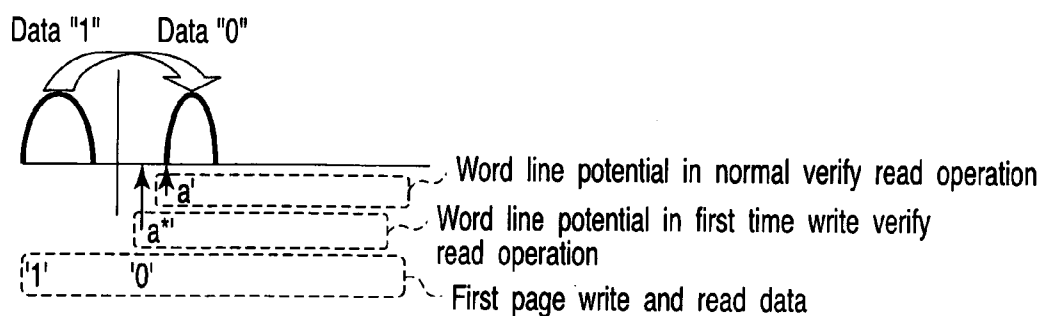 Data "1" Data "0"
a' Word line potential in normal verify read operation
a*' Word line potential in first time write verify
read operation
'1' '0'
First page write and read data